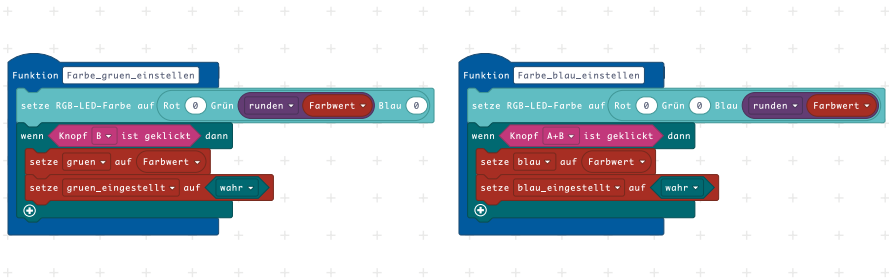 Funktion Farbe_gruen_einstellen
setze RGB-LED-Farbe auf Rot 0 Grün runden Farbwert Blau 0
wenn Knopf B ist geklickt dann
setze gruen auf Farbwert
setze gruen_eingestellt auf wahr
Funktion Farbe_blau_einstellen
setze RGB-LED-Farbe auf Rot 0 Grün 0 Blau runden Farbwert
wenn Knopf A+B ist geklickt dann
setze blau auf Farbwert
setze blau_eingestellt auf wahr